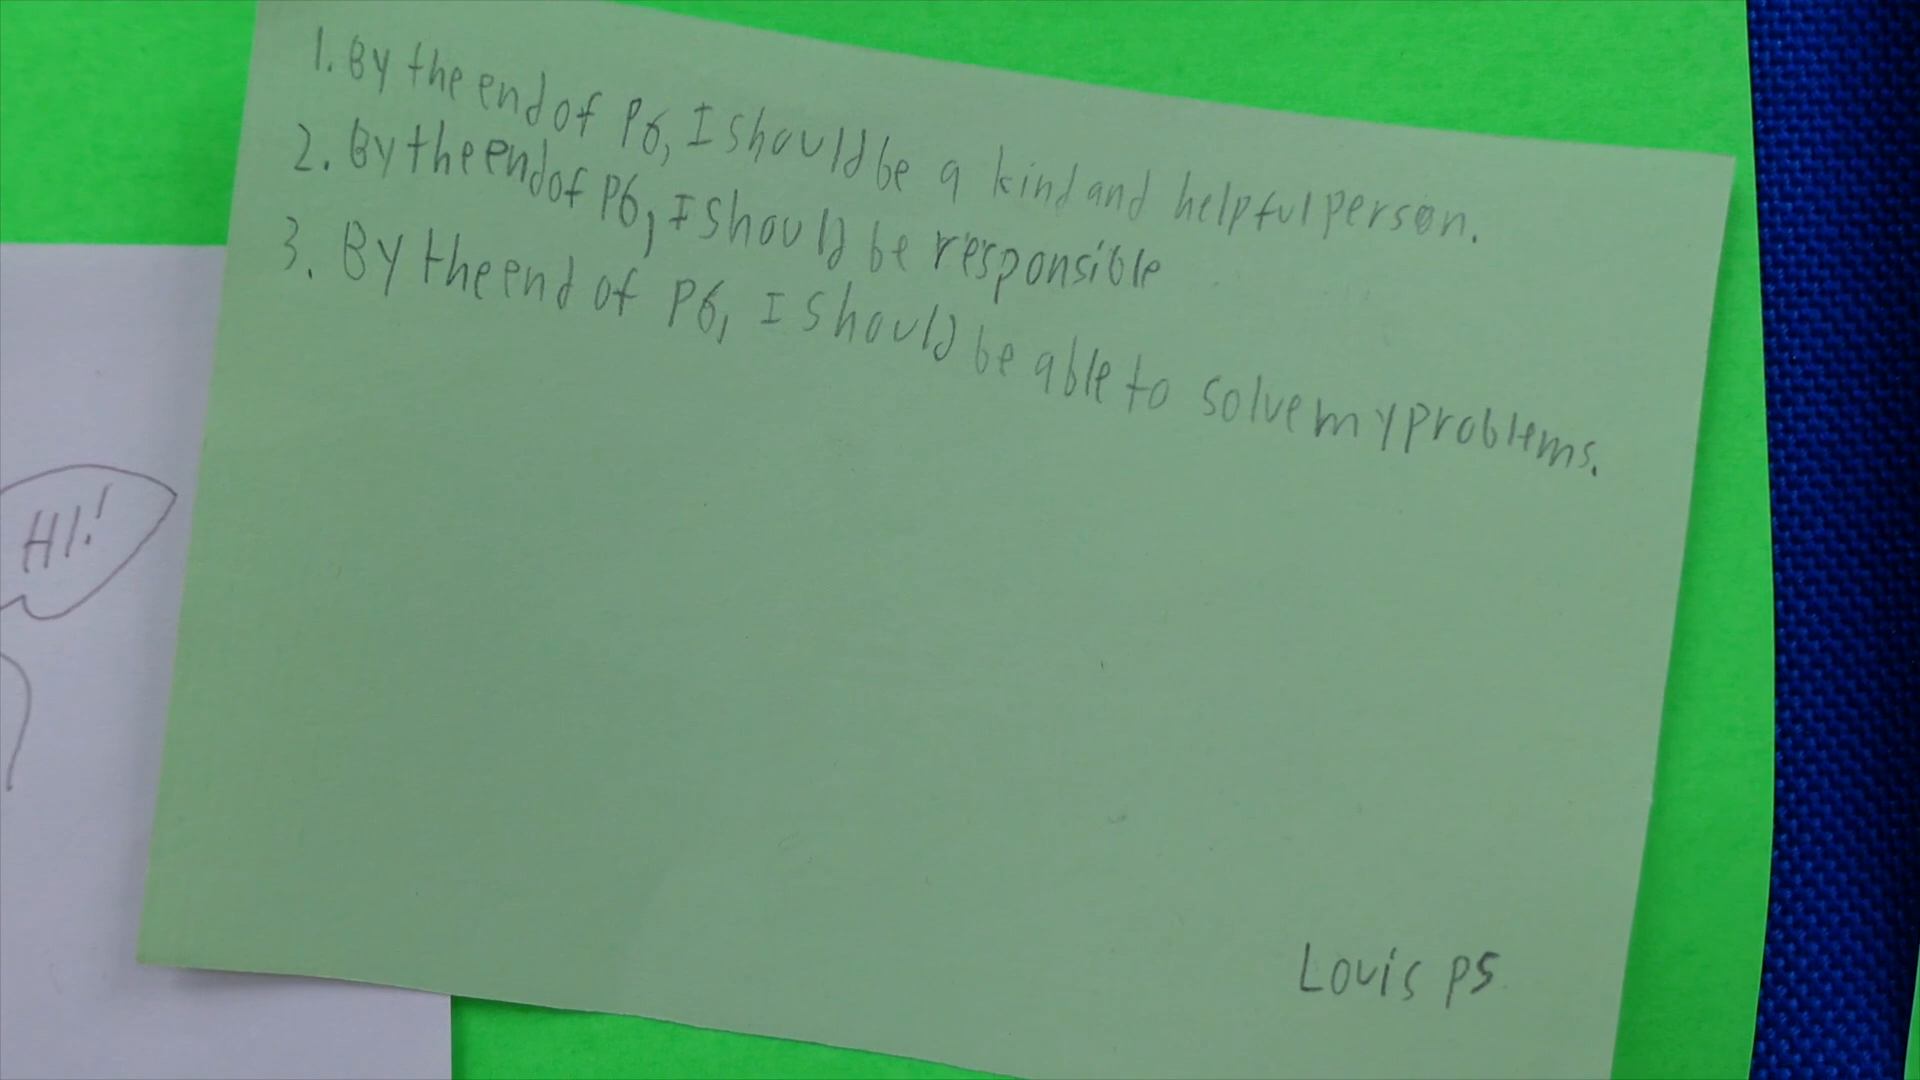 1. By the end of P6, I should be a kind and helpful person.
2. By the end of P6, I should be responsible
3. By the end of P6, I should be able to solve my problems.
HI!
Louis P5